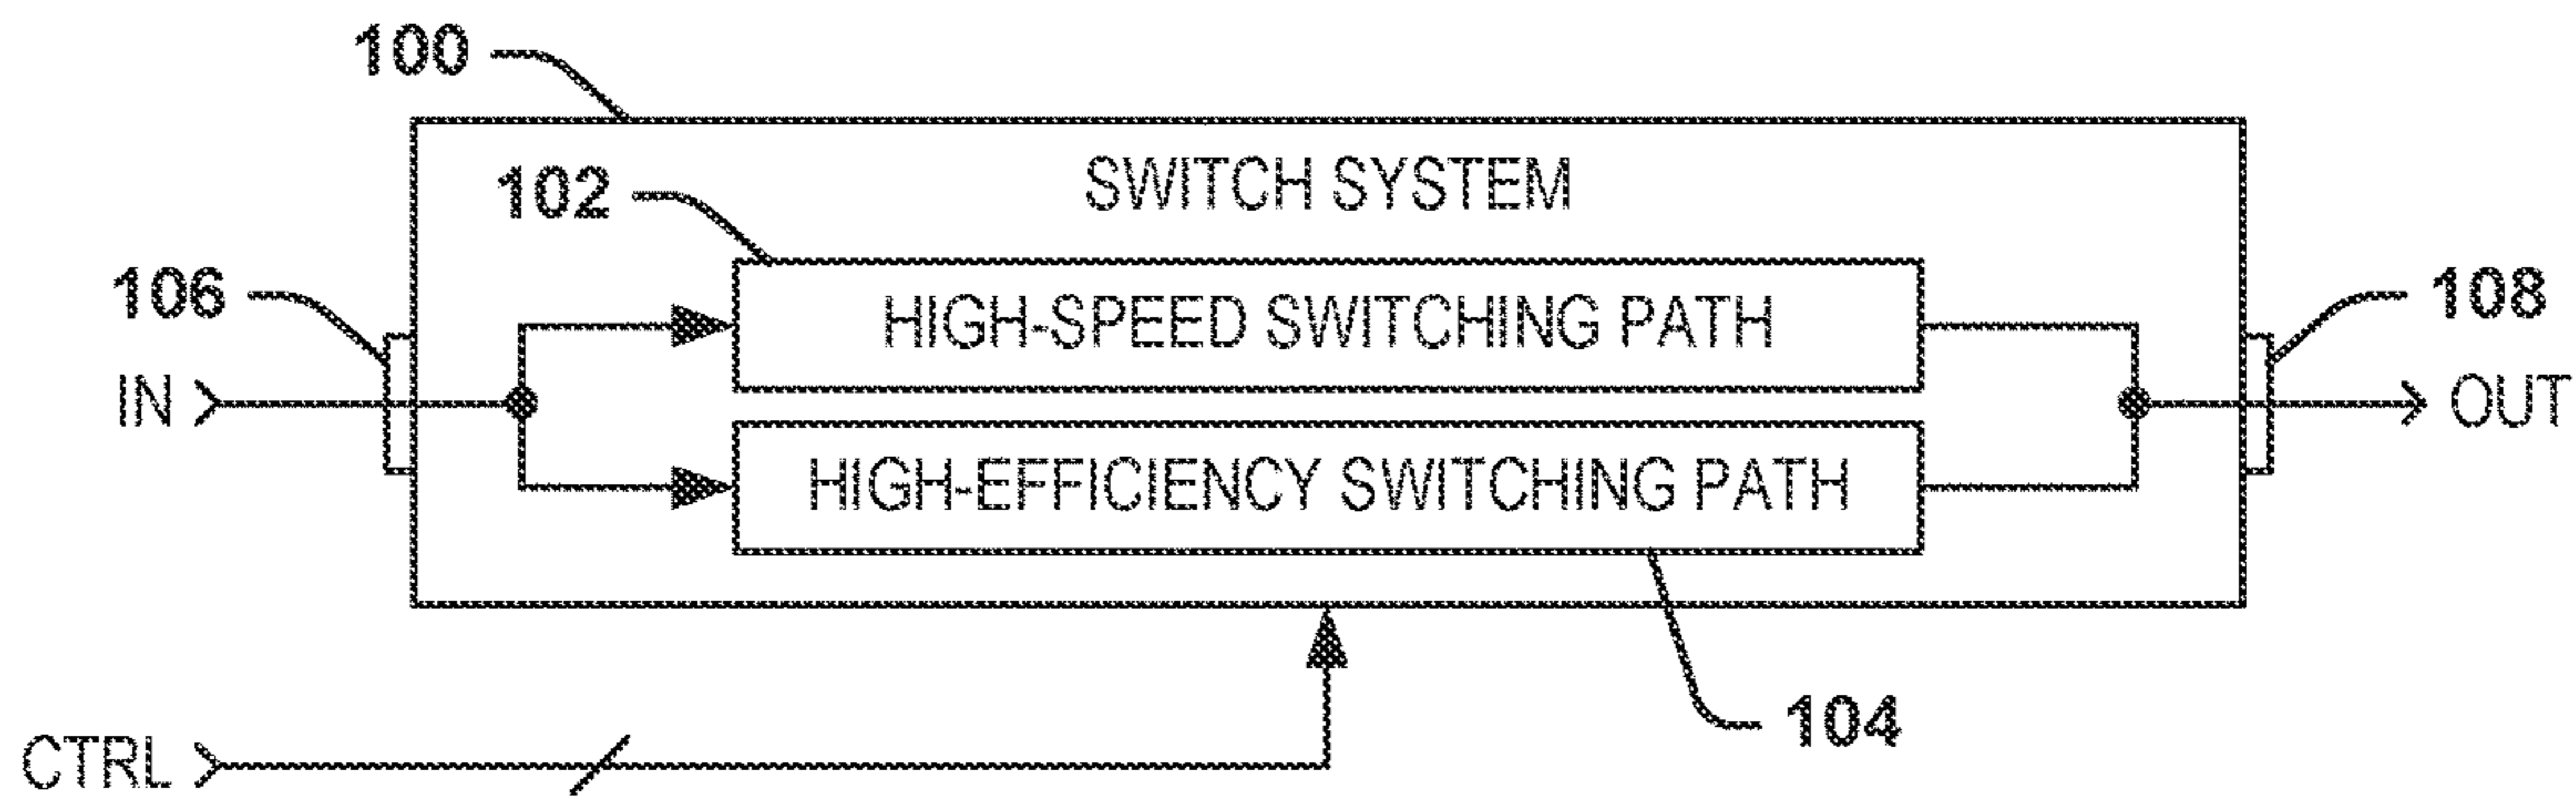 100
SWITCH SYSTEM
102
HIGH-SPEED SWITCHING PATH
106
108
IN
OUT
HIGH-EFFICIENCY SWITCHING PATH
104
CTRL